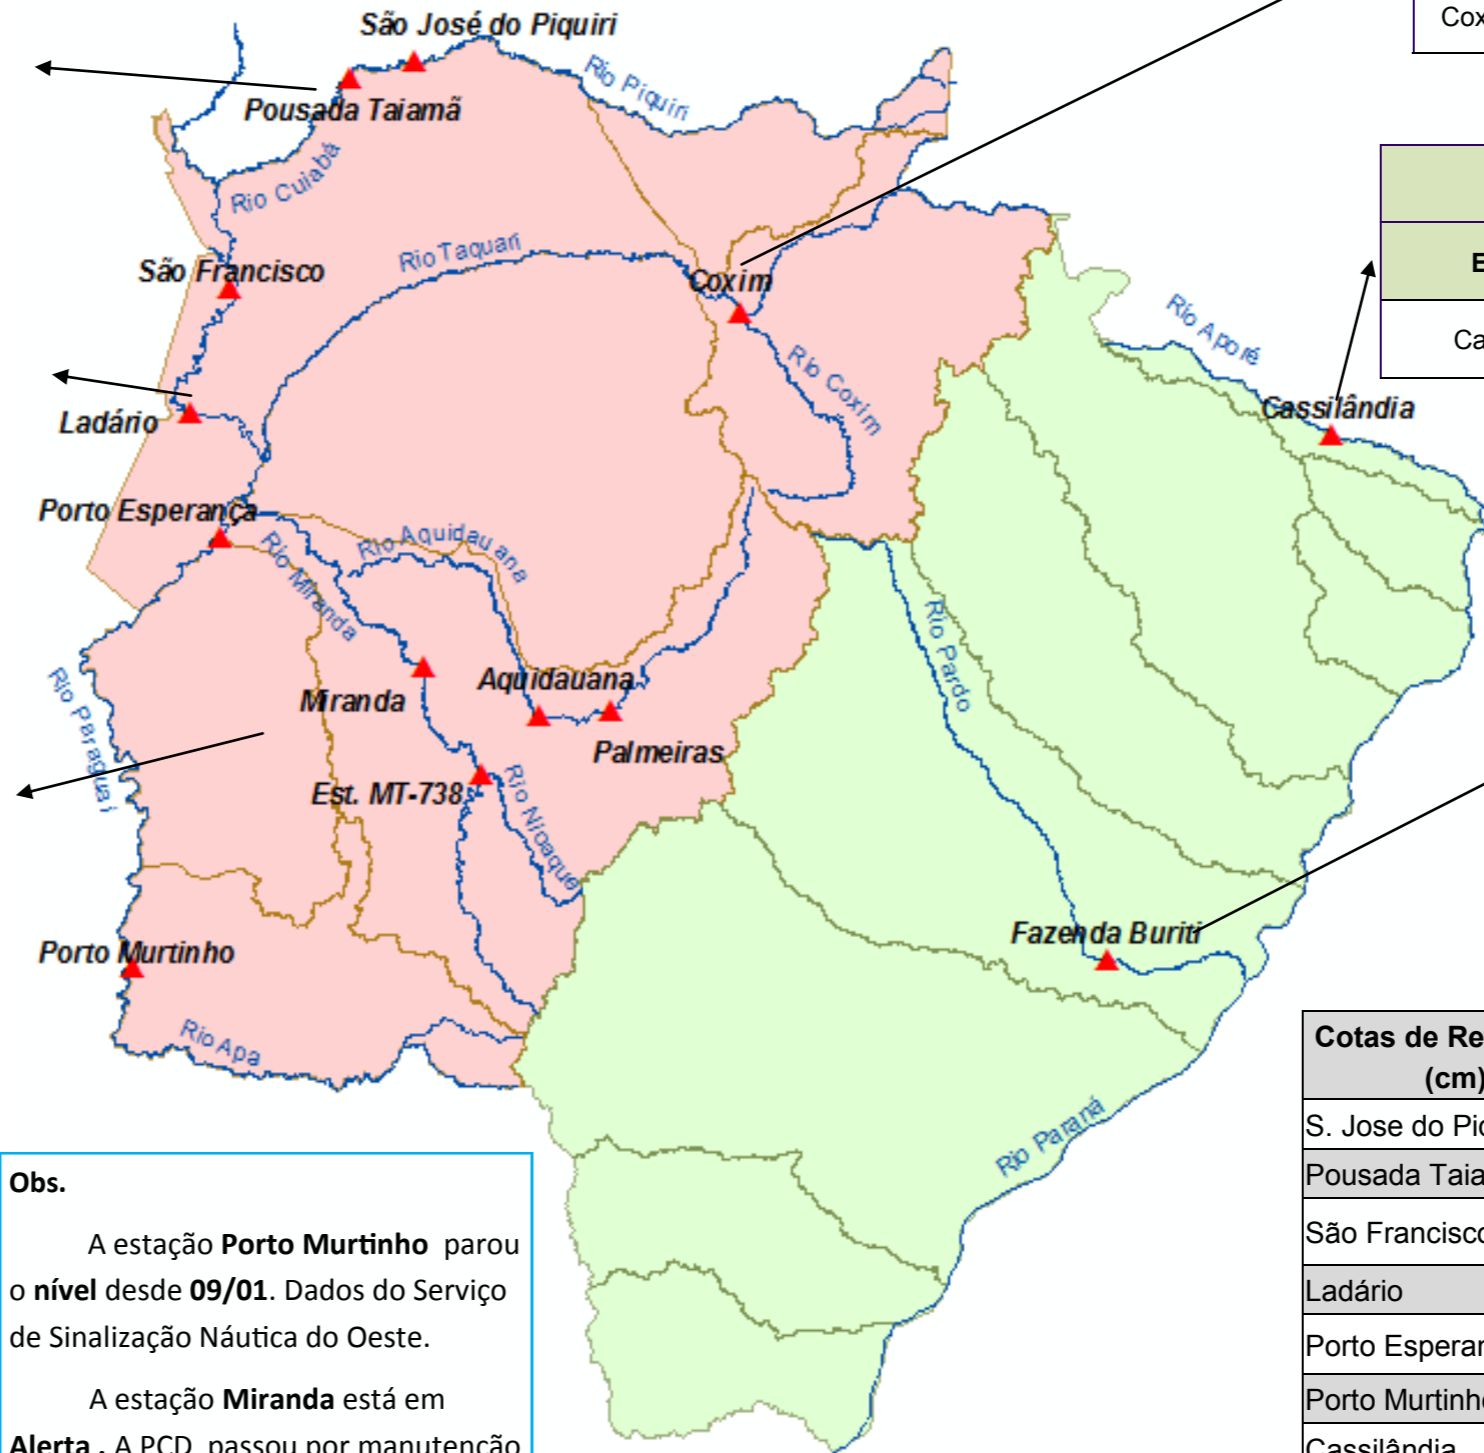 Cox
São José do Piquiri
Rio Piquiri
Pousada Taiamã
Rio Cuiabá
E
Ca
Rio Taquari
São Francisco
Coxim
Rio Aporé
Rio Coxim
Cassilândia
Ladário
Porto Esperança
Rio Aquidauana
Rio Miranda
Rio Pardo
Rio Paraguai
Aquidauana
Miranda
Palmeiras
Est. MT-738
Rio Nioaque
Fazenda Buriti
Porto Murtinho
Rio Apa
Rio Paraná
Cotas de Re
(cm)
S. Jose do Pic
Pousada Taia
São Francisco
Ladário
Porto Esperan
Porto Murtinho
Cassilândia
Obs.
A estação Porto Murtinho parou
o nível desde 09/01. Dados do Serviço
de Sinalização Náutica do Oeste.
A estação Miranda está em
Alerta . A PCD passou por manutenção